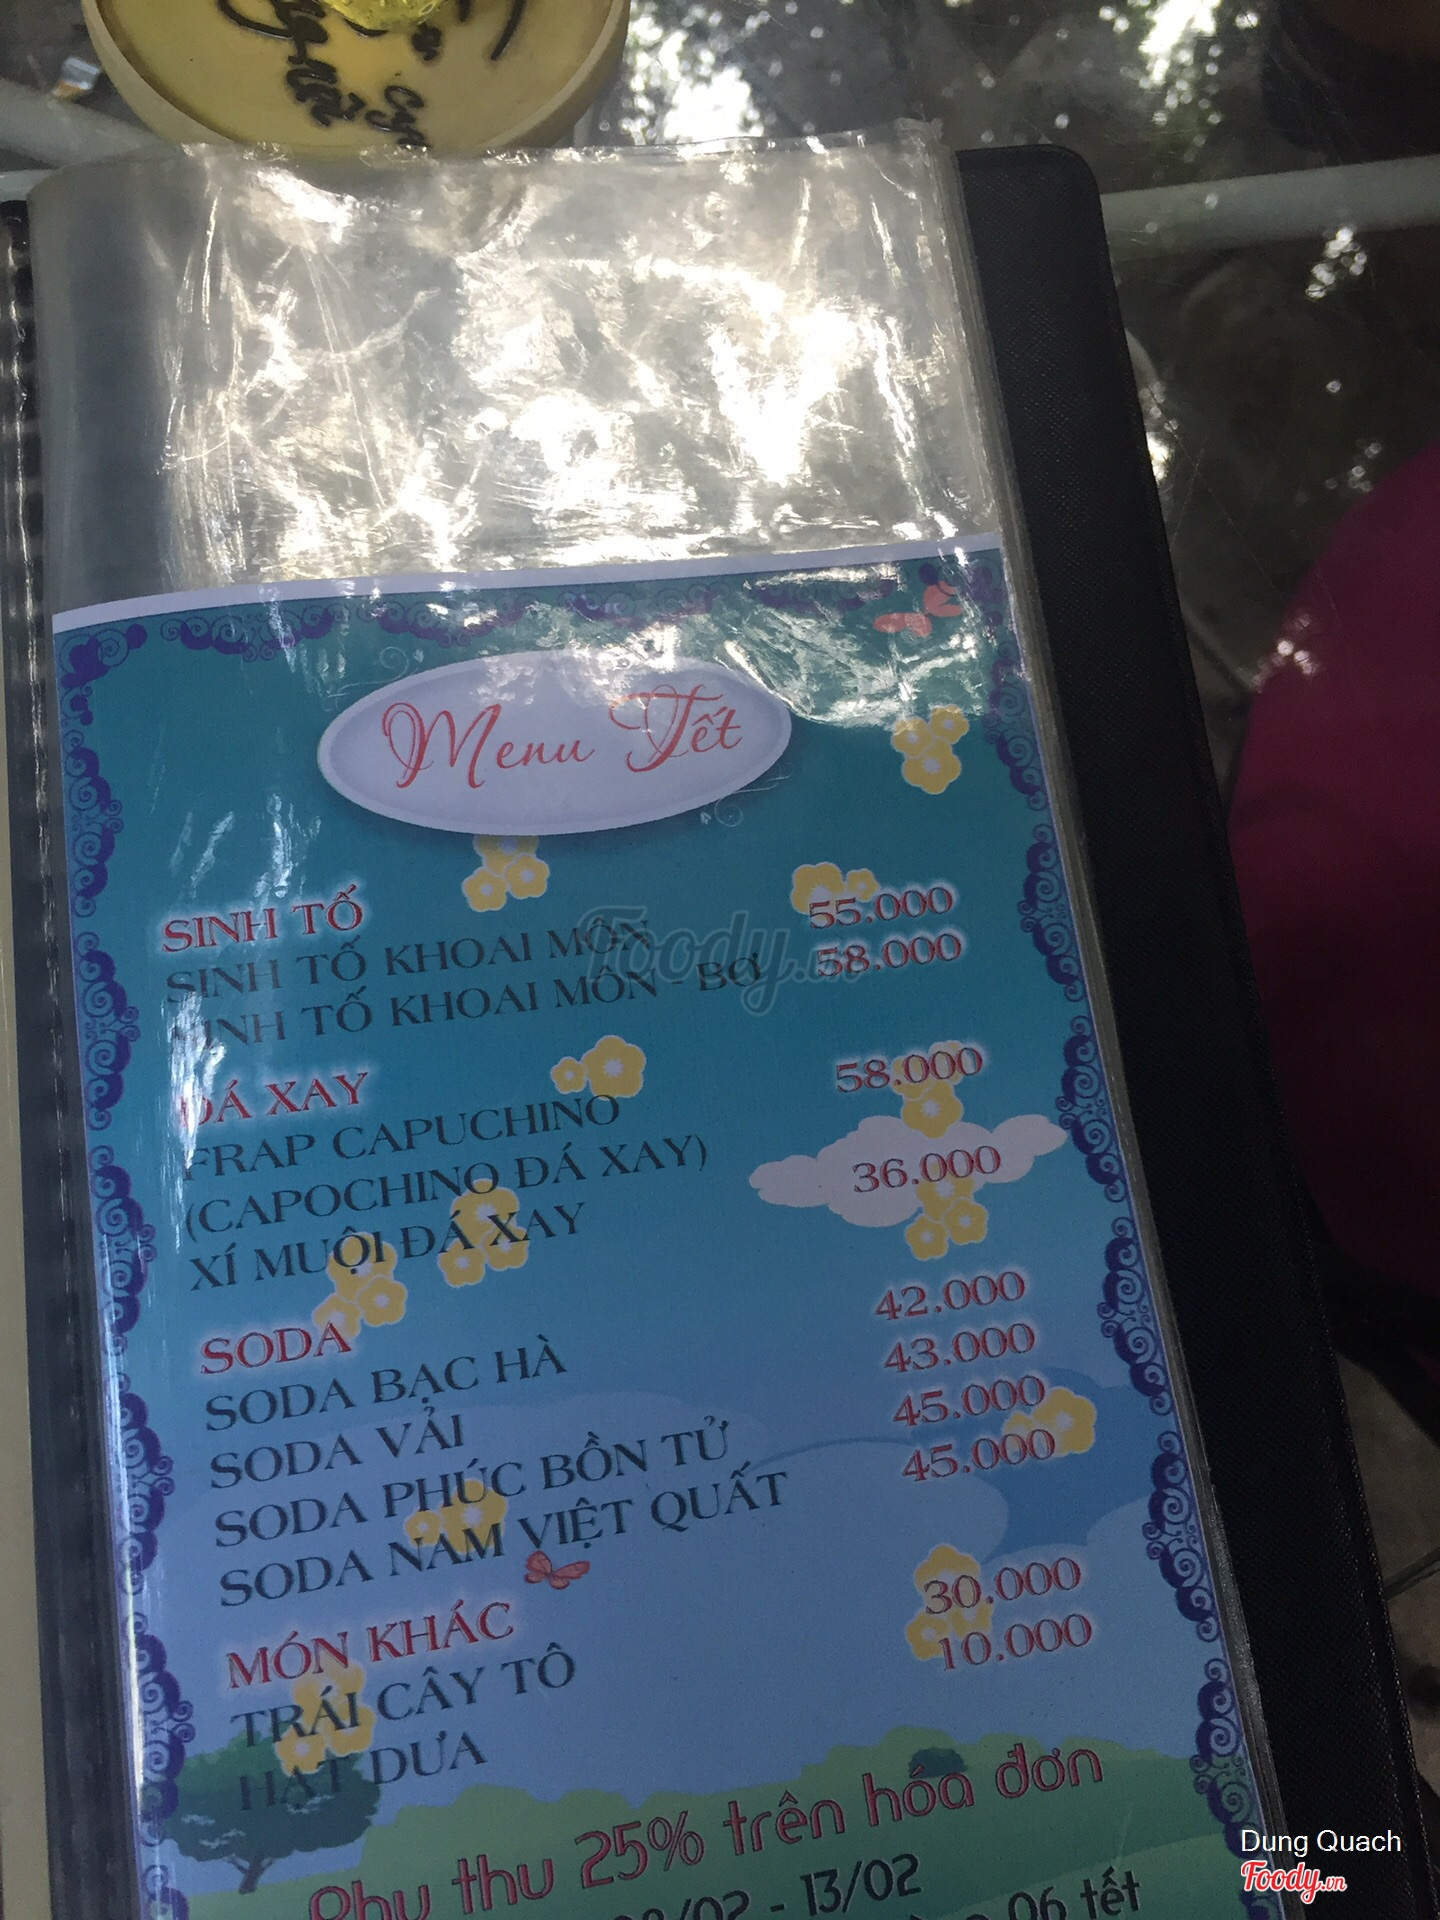 Menu Tết
SINH TỐ
SINH TỐ KHOAI MÔN 55.000
SINH TỐ KHOAI MÔN - BƠ 58.000
ĐÁ XAY
FRAP CAPUCHINO 58.000
(CAPOCHINO ĐÁ XAY)
XÍ MUỘI ĐÁ XAY 36.000
SODA
SODA BẠC HÀ 42.000
SODA VẢI 43.000
SODA PHÚC BỒN TỬ 45.000
SODA NAM VIỆT QUẤT 45.000
MÓN KHÁC
TRÁI CÂY TÔ 30.000
HẠT DƯA 10.000
Phụ thu 25% trên hóa đơn
/02 - 13/02
06 tết
Foody.vn
Dung Quach
Foody.vn